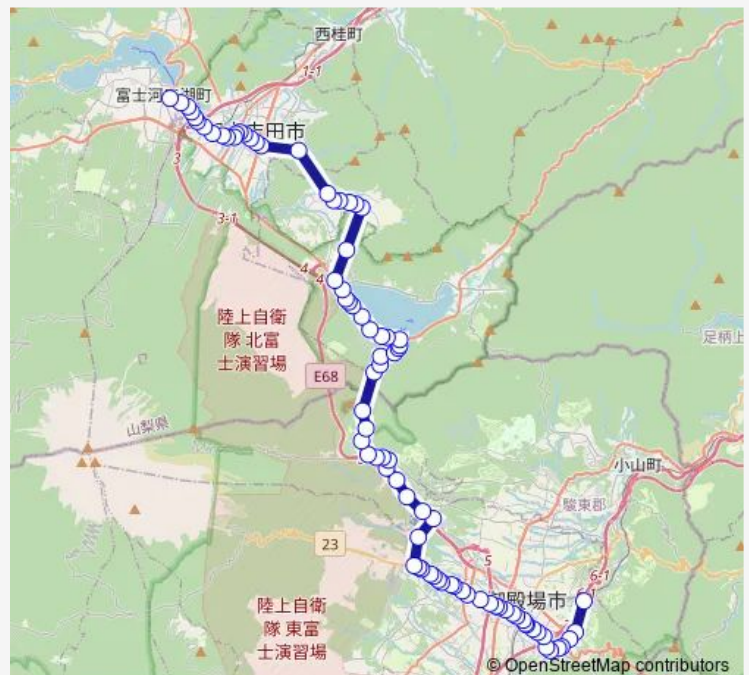 西桂町
1-1
富士河
湖町
吉田市
3
3-1
4
4
陸上自衛
隊 北富
士演習場
E68
足柄上
山梨県
小山町
駿東郡
23
5
6-1
御殿場市
陸上自衛
隊 東富
士演習場
© OpenStreetMap contributors